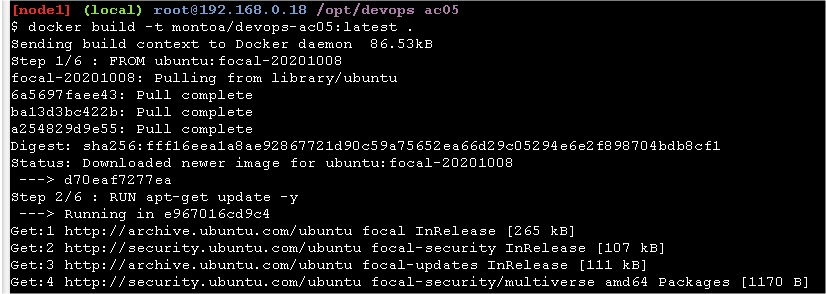 [node1] (local) root@192.168.0.18 /opt/devops ac05
$ docker build -t montoa/devops-ac05:latest .
Sending build context to Docker daemon  86.53kB
Step 1/6 : FROM ubuntu:focal-20201008
focal-20201008: Pulling from library/ubuntu
6a5697faee43: Pull complete
ba13d3bc422b: Pull complete
a254829d9e55: Pull complete
Digest: sha256:fff16eea1a8ae92867721d90c59a75652ea66d29c05294e6e2f898704bdb8cf1
Status: Downloaded newer image for ubuntu:focal-20201008
 ---> d70eaf7277ea
Step 2/6 : RUN apt-get update -y
 ---> Running in e967016cd9c4
Get:1 http://archive.ubuntu.com/ubuntu focal InRelease [265 kB]
Get:2 http://security.ubuntu.com/ubuntu focal-security InRelease [107 kB]
Get:3 http://archive.ubuntu.com/ubuntu focal-updates InRelease [111 kB]
Get:4 http://security.ubuntu.com/ubuntu focal-security/multiverse amd64 Packages [1170 B]